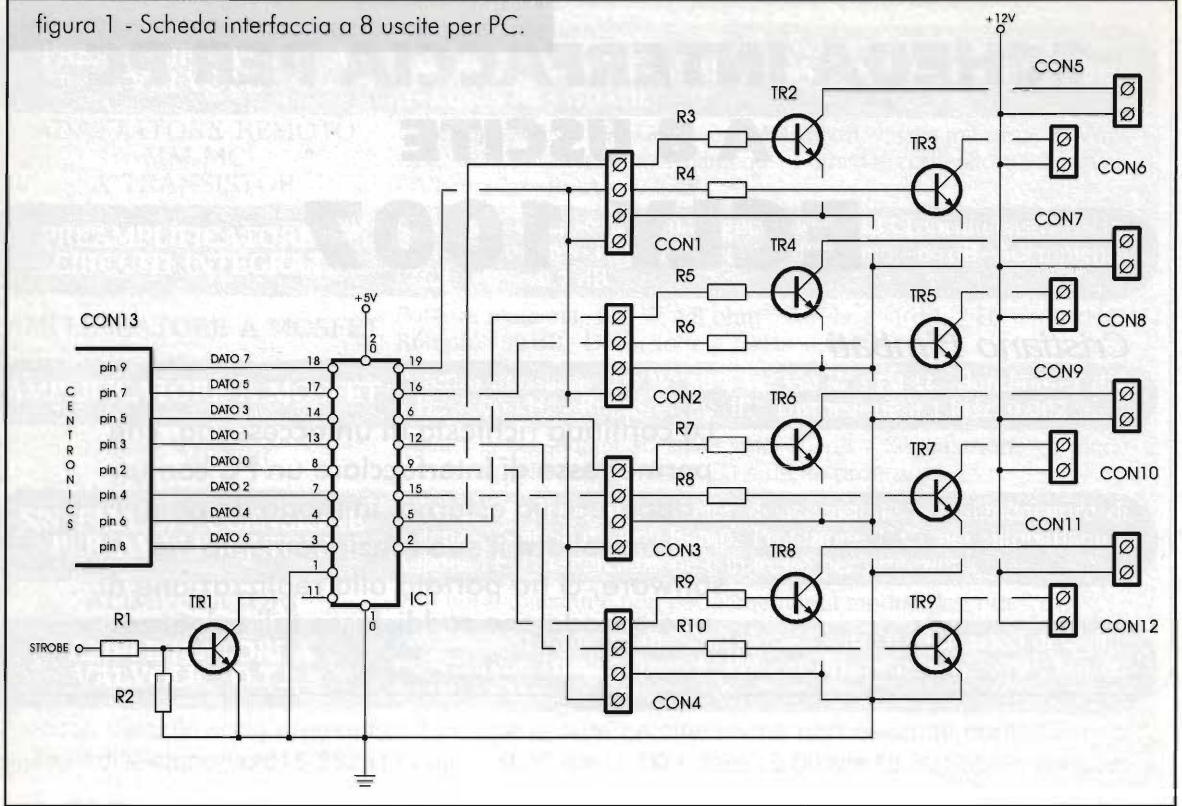 figura 1 - Scheda interfaccia a 8 uscite per PC.
+12V
CON5
TR2
R3
TR3
CON6
R4
CON7
CON1
TR4
R5
TR5
R6
CON8
+5V
CON9
CON13
20
CON2
TR6
CENTRONICS
pin 9 DATO 7 18 19
pin 7 DATO 5 17 16
pin 5 DATO 3 14 6
pin 3 DATO 1 13 12
pin 2 DATO 0 8
pin 4 DATO 2 7 15
pin 6 DATO 4 4 5
pin 8 DATO 6 3 2
1
11
IC1
10
R7
TR7
R8
CON10
CON3
CON11
TR8
R9
TR9
R10
CON12
CON4
TR1
R1
STROBE
R2
Cristiano